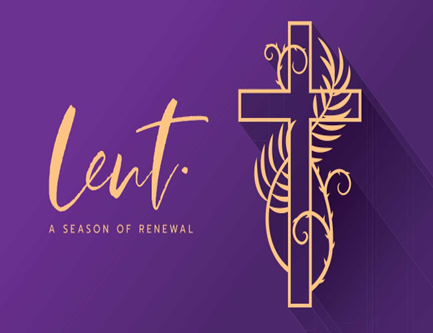 Lent.
A SEASON OF RENEWAL